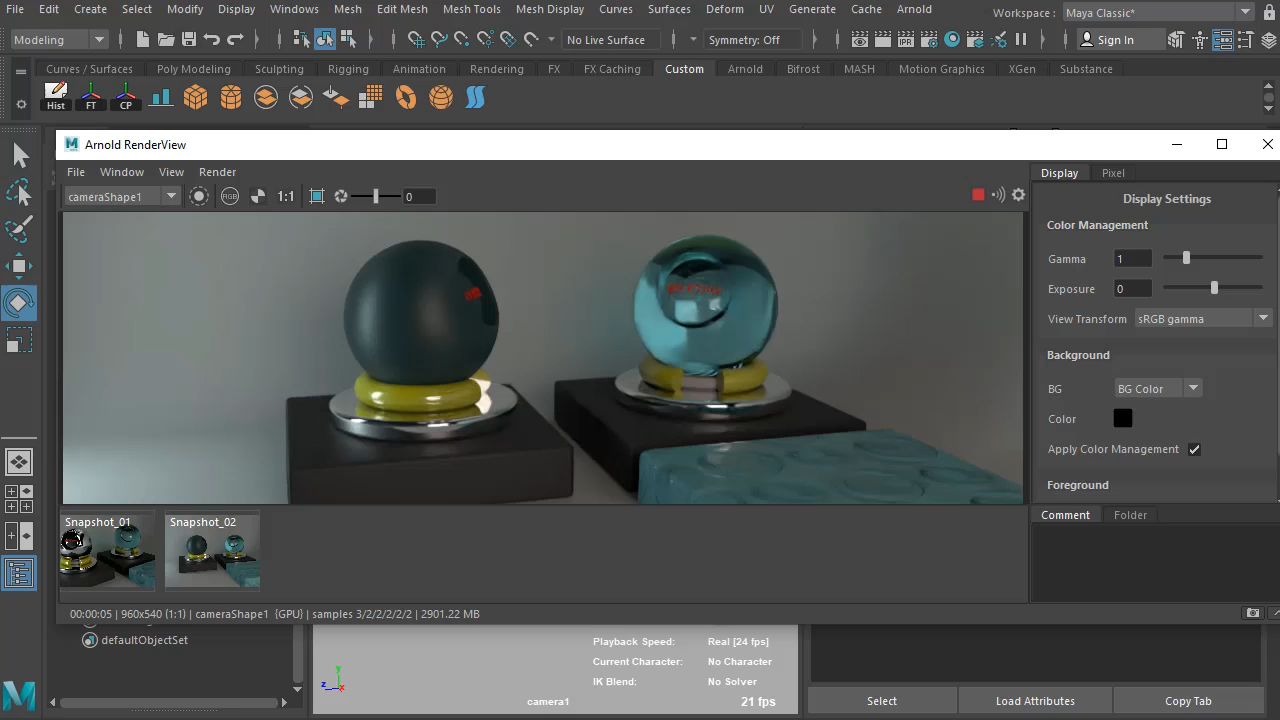 File Edit Create Select Modify Display Windows Mesh Edit Mesh Mesh Tools Mesh Display Curves Surfaces Deform UV Generate Cache Arnold Workspace : Maya Classic*
Modeling No Live Surface Symmetry: Off Sign In
Curves / Surfaces Poly Modeling Sculpting Rigging Animation Rendering FX FX Caching Custom Arnold Bifrost MASH Motion Graphics XGen Substance
Hist FT CP
Arnold RenderView
File Window View Render
cameraShape1 RGB 1:1 0
Display Pixel
Display Settings
Color Management
Gamma 1
Exposure 0
View Transform sRGB gamma
Background
BG BG Color
Color
Apply Color Management
Foreground
Comment Folder
Snapshot_01 Snapshot_02
00:00:05 | 960x540 (1:1) | cameraShape1 {GPU} | samples 3/2/2/2/2/2 | 2901.22 MB
defaultObjectSet
Playback Speed: Real [24 fps]
Current Character: No Character
IK Blend: No Solver
y
z x
camera1 21 fps
Select Load Attributes Copy Tab